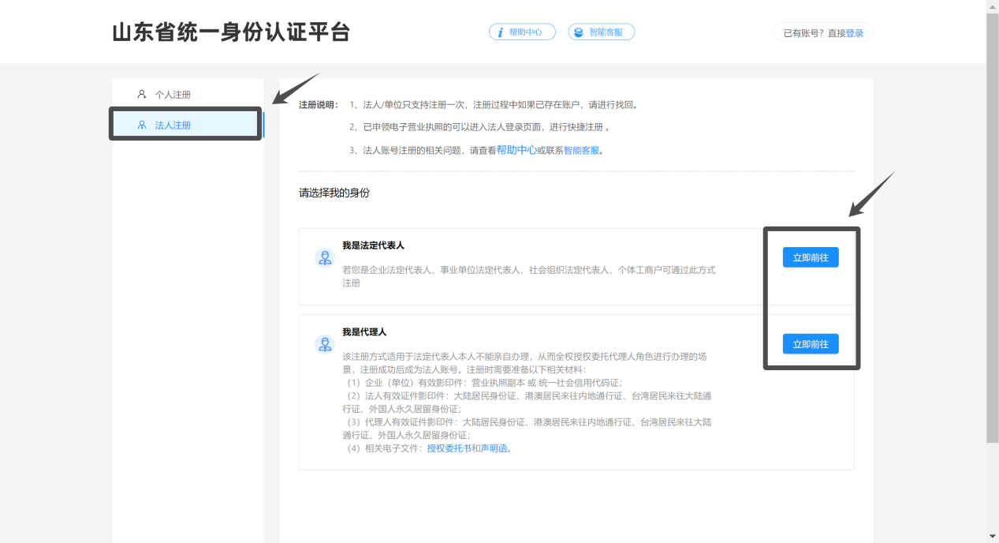 山东省统一身份认证平台
帮助中心
智能客服
已有账号？直接登录
个人注册
法人注册
注册说明： 1、法人/单位只支持注册一次，注册过程中如果已存在账户，请进行找回。
2、已申领电子营业执照的可以进入法人登录页面，进行快捷注册 。
3、法人账号注册的相关问题，请查看帮助中心或联系智能客服。
请选择我的身份
我是法定代表人
若您是企业法定代表人、事业单位法定代表人、社会组织法定代表人、个体工商户可通过此方式
注册
立即前往
我是代理人
该注册方式适用于法定代表人本人不能亲自办理，从而全权授权委托代理人角色进行办理的场
景，注册成功后成为法人账号。注册时需要准备以下相关材料：
（1）企业（单位）有效影印件：营业执照副本 或 统一社会信用代码证；
（2）法人有效证件影印件：大陆居民身份证、港澳居民来往内地通行证、台湾居民来往大陆通
行证、外国人永久居留身份证；
（3）代理人有效证件影印件：大陆居民身份证、港澳居民来往内地通行证、台湾居民来往大陆
通行证、外国人永久居留身份证；
（4）相关电子文件：授权委托书和声明函。
立即前往